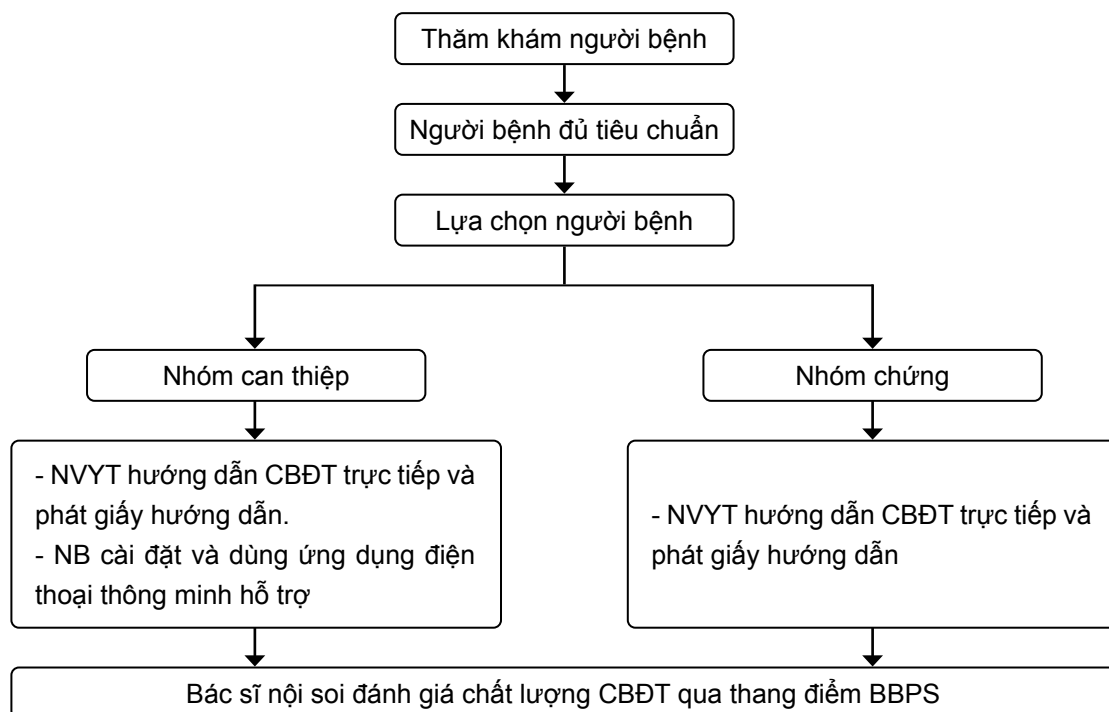 Thăm khám người bệnh
Người bệnh đủ tiêu chuẩn
Lựa chọn người bệnh
Nhóm can thiệp
Nhóm chứng
- NVYT hướng dẫn CBĐT trực tiếp và
phát giấy hướng dẫn.
- NB cài đặt và dùng ứng dụng điện
thoại thông minh hỗ trợ
- NVYT hướng dẫn CBĐT trực tiếp và
phát giấy hướng dẫn
Bác sĩ nội soi đánh giá chất lượng CBĐT qua thang điểm BBPS